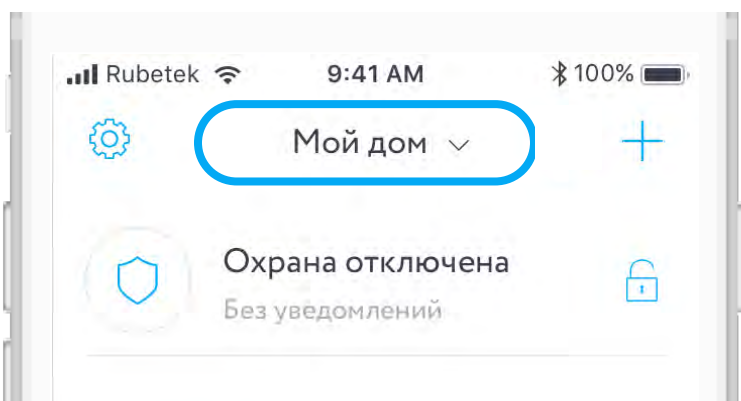 Rubetek 9:41 AM 100%
Мой дом
Охрана отключена
Без уведомлений